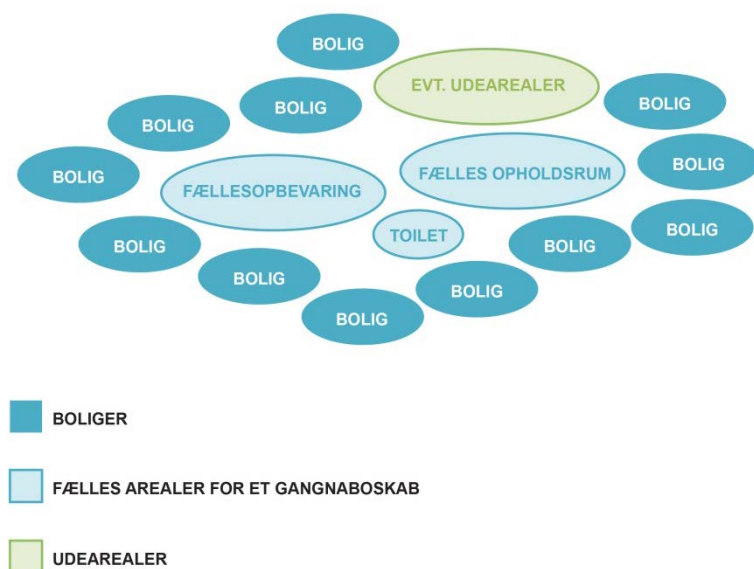 BOLIG
EVT. UDEAREALER
BOLIG
BOLIG
BOLIG
BOLIG
BOLIG
FÆLLES OPHOLDSRUM
BOLIG
FÆLLESOPBEVARING
BOLIG
TOILET
BOLIG
BOLIG
BOLIG
BOLIG
BOLIG
BOLIGER
FÆLLES AREALER FOR ET GANGNABOSKAB
UDEAREALER